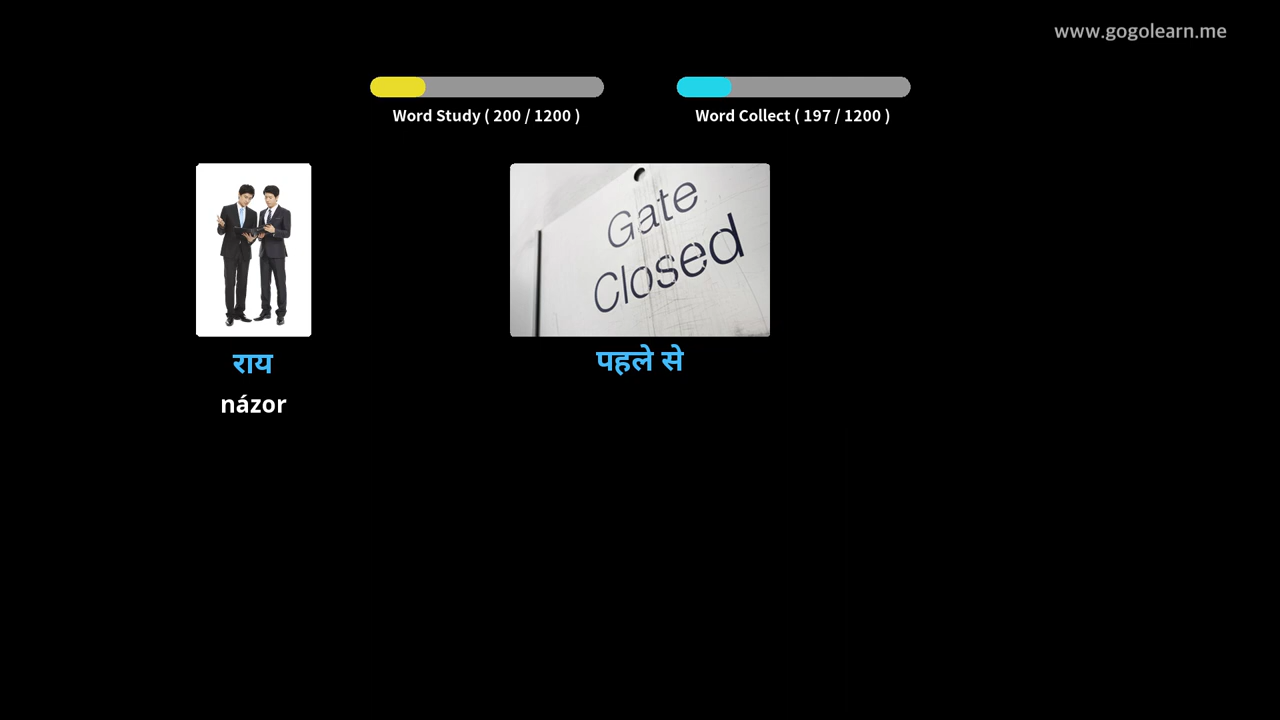 www.gogolearn.me
Word Study ( 200 / 1200 )
Word Collect ( 197 / 1200 )
Gate
Closed
राय
názor
पहले से